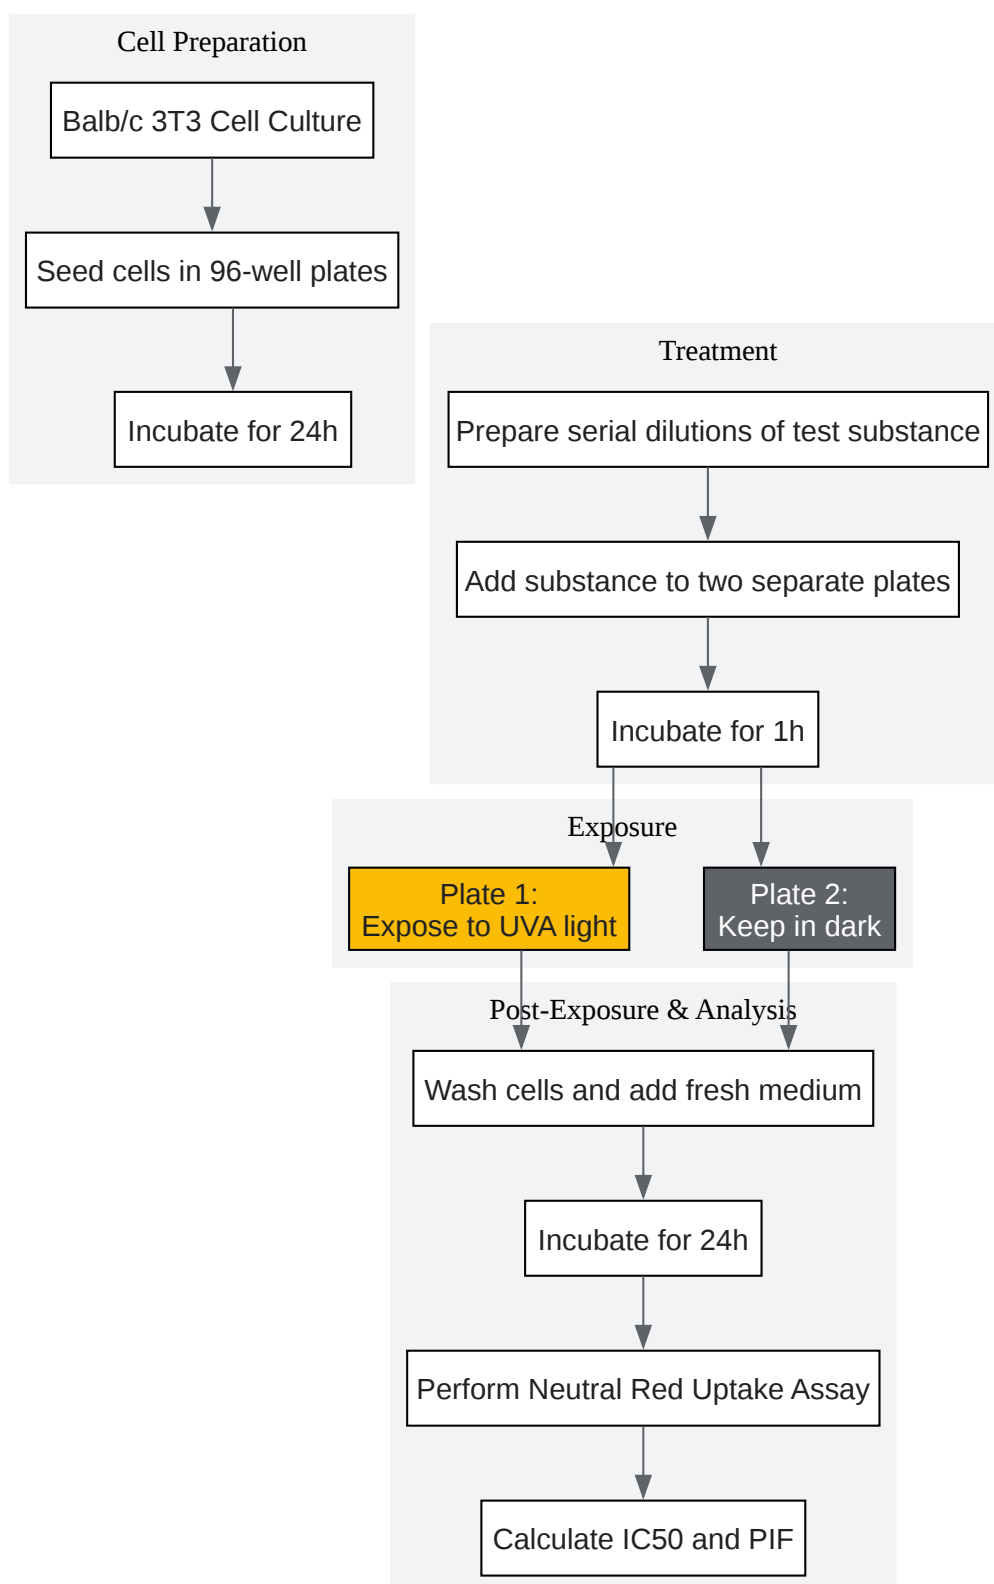 Cell Preparation
Balb/c 3T3 Cell Culture
Seed cells in 96-well plates
Incubate for 24h
Treatment
Prepare serial dilutions of test substance
Add substance to two separate plates
Incubate for 1h
Exposure
Plate 1:
Expose to UVA light
Plate 2:
Keep in dark
Post-Exposure & Analysis
Wash cells and add fresh medium
Incubate for 24h
Perform Neutral Red Uptake Assay
Calculate IC50 and PIF